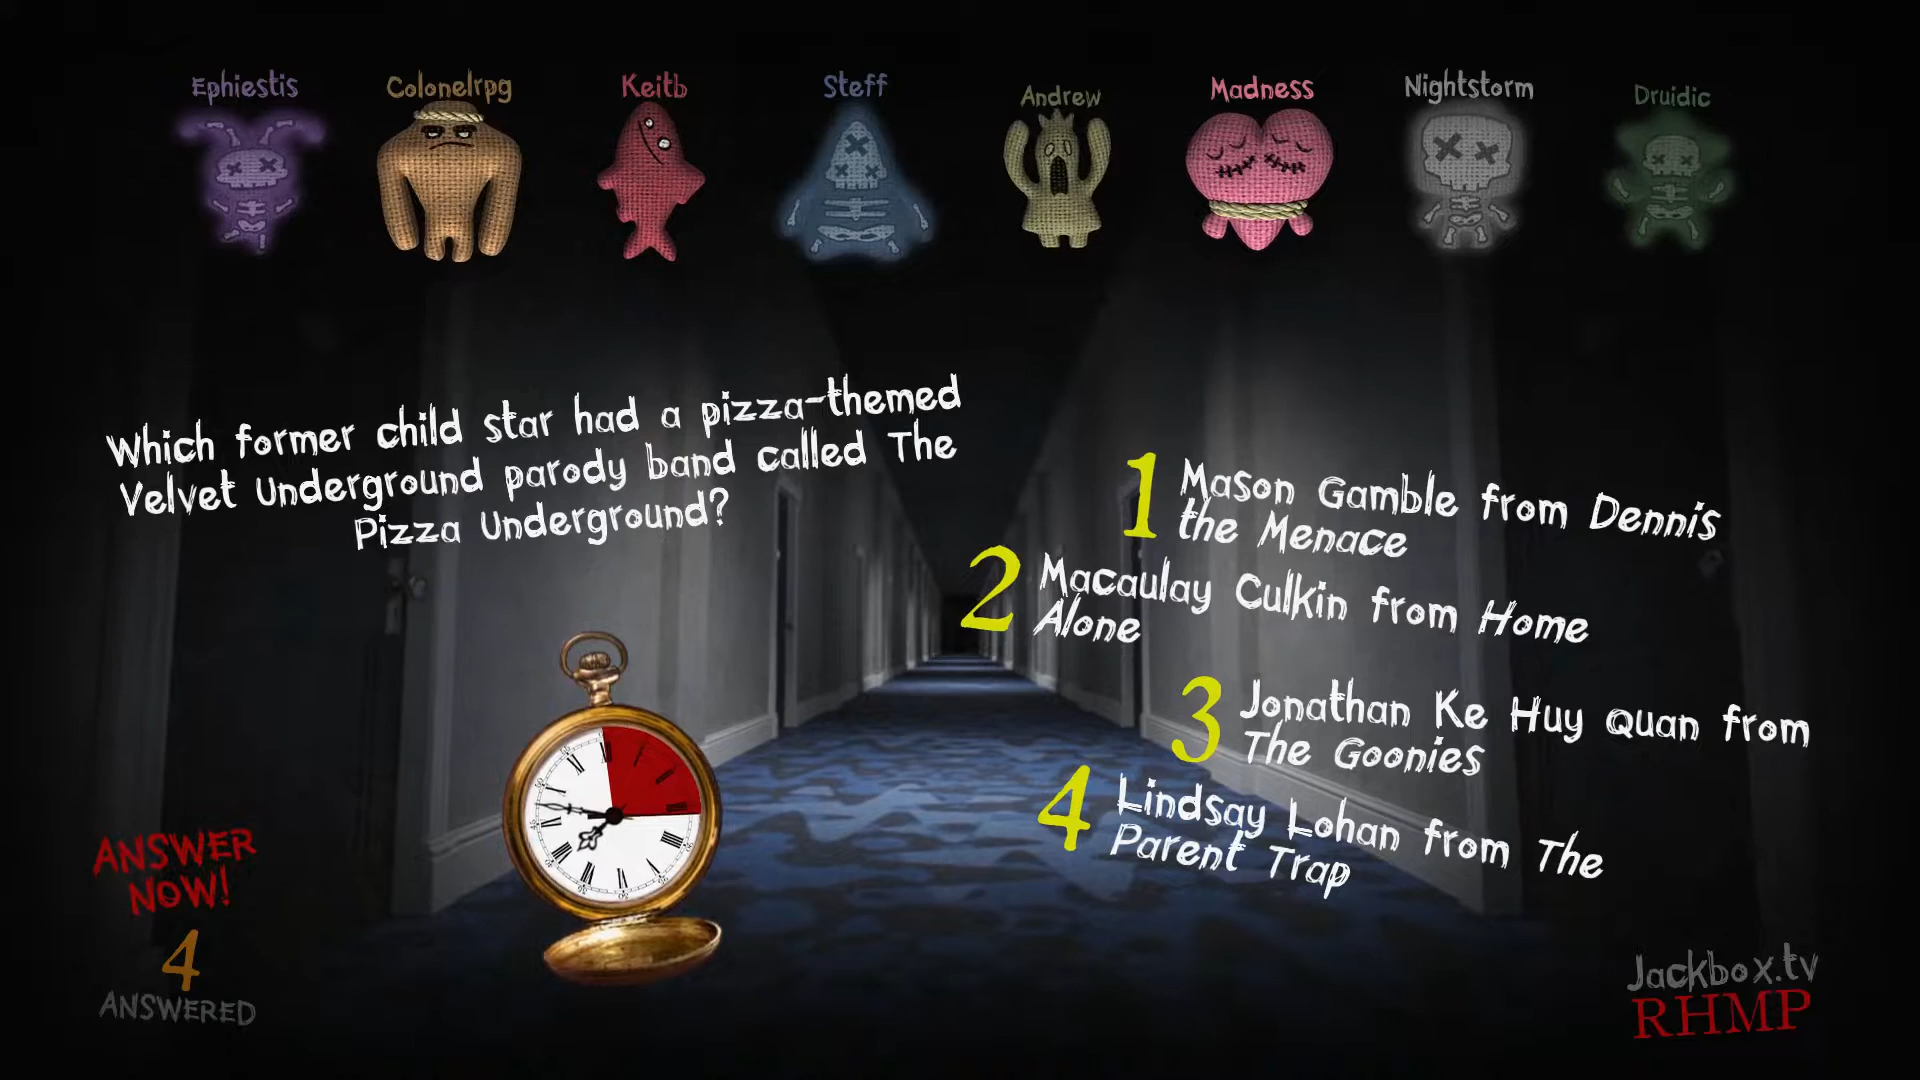 Ephiestis
Colonelrpg
Keitb
Steff
Andrew
Madness
Nightstorm
Druidic
Which former child star had a pizza-themed
Velvet Underground parody band called The
Pizza Underground?
1 Mason Gamble from Dennis
the Menace
2 Macaulay Culkin from Home
Alone
3 Jonathan Ke Huy Quan from
The Goonies
4 Lindsay Lohan from The
Parent Trap
ANSWER
NOW!
4
ANSWERED
Jackbox.tv
RHMP